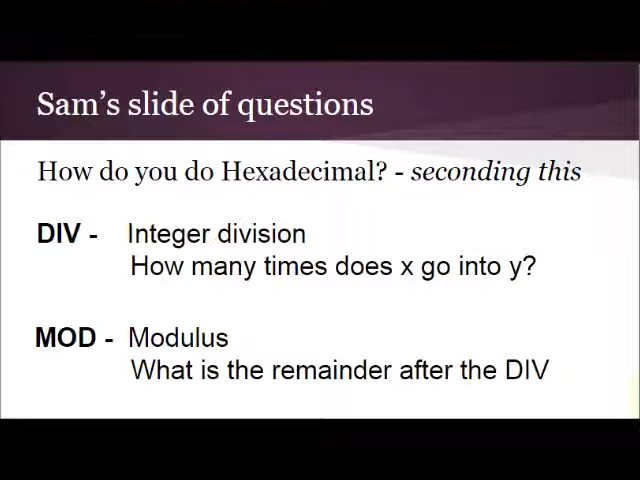 Sam's slide of questions
How do you do Hexadecimal? - seconding this
DIV - Integer division
How many times does x go into y?
MOD - Modulus
What is the remainder after the DIV